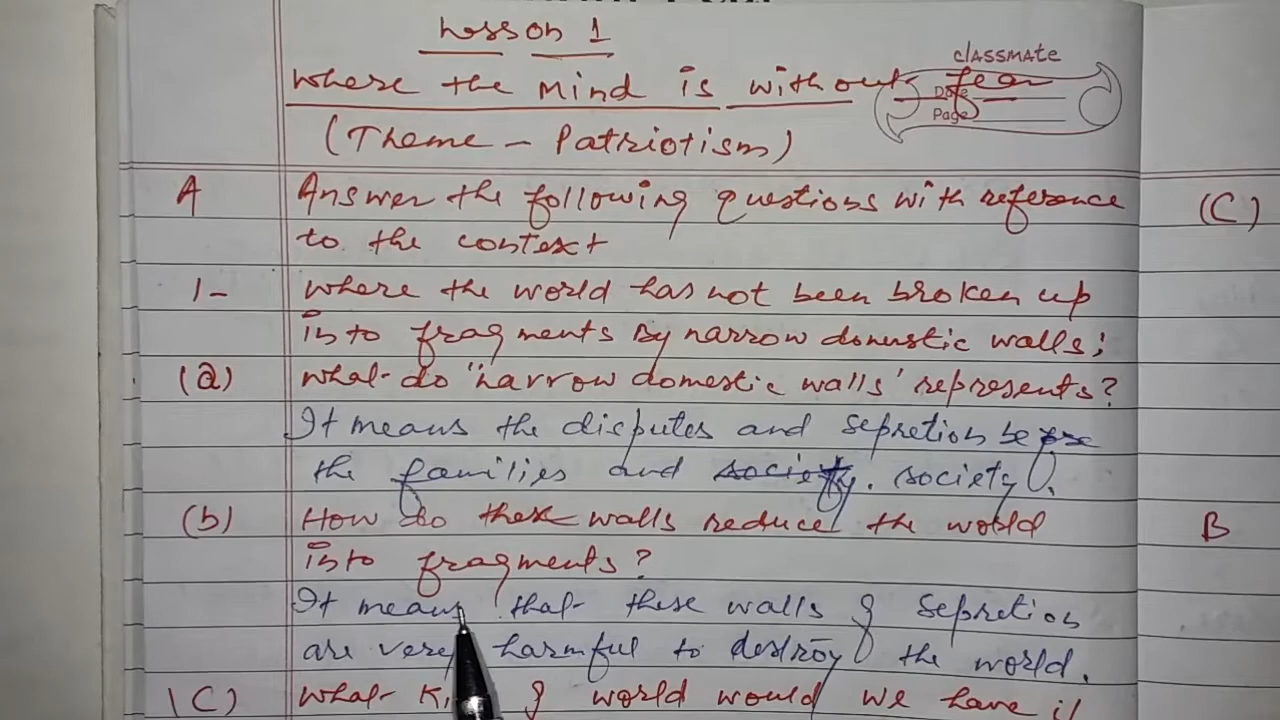 Lesson 1
classmate
Where the Mind is without fear
Date
Page
(Theme - Patriotism)
A Answer the following questions with reference (C)
to the context
1- where the world has not been broken up
into fragments by narrow domestic walls;
(a) what do "narrow domestic walls' represents?
It means the disputes and sepretion
the families and society. society.
(b) How do these walls reduce the world B
into fragments?
It means that these walls of sepretion
are very harmful to destroy the world.
(C) what of world would we have if